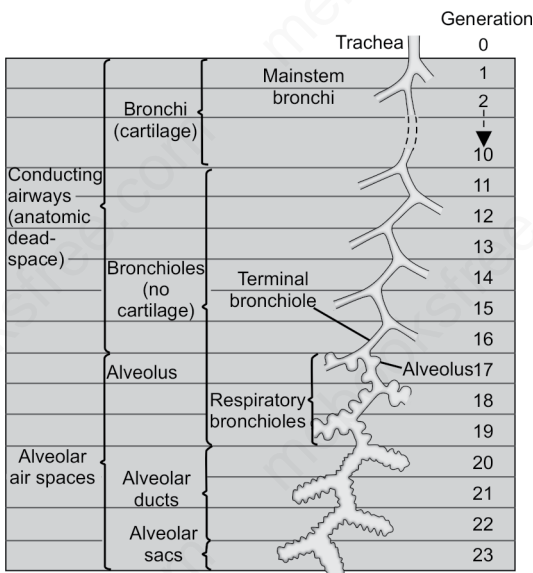 Generation
Trachea
0
Mainstem
bronchi
1
2
Bronchi
(cartilage)
10
Conducting
airways
(anatomic
dead-
space)
11
12
13
Bronchioles
(no
cartilage)
Terminal
bronchiole
14
15
16
Alveolus
Alveolus17
Respiratory
bronchioles
18
19
Alveolar
air spaces
20
Alveolar
ducts
21
22
Alveolar
sacs
23